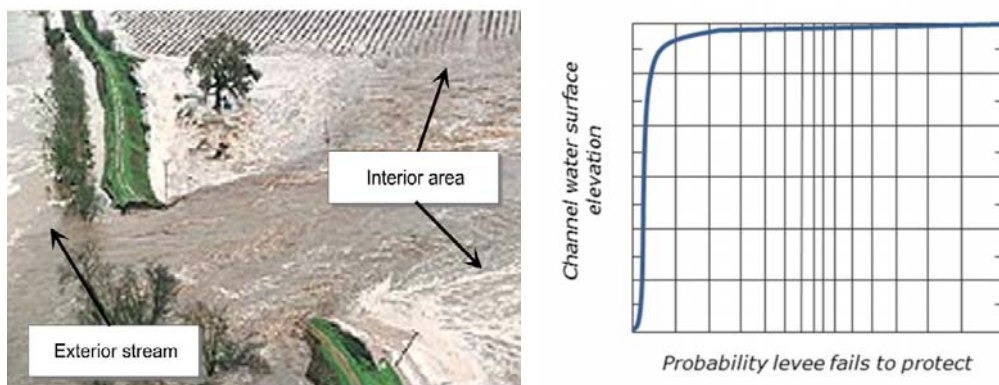 Interior area
Exterior stream
Channel water surface
elevation
Probability levee fails to protect